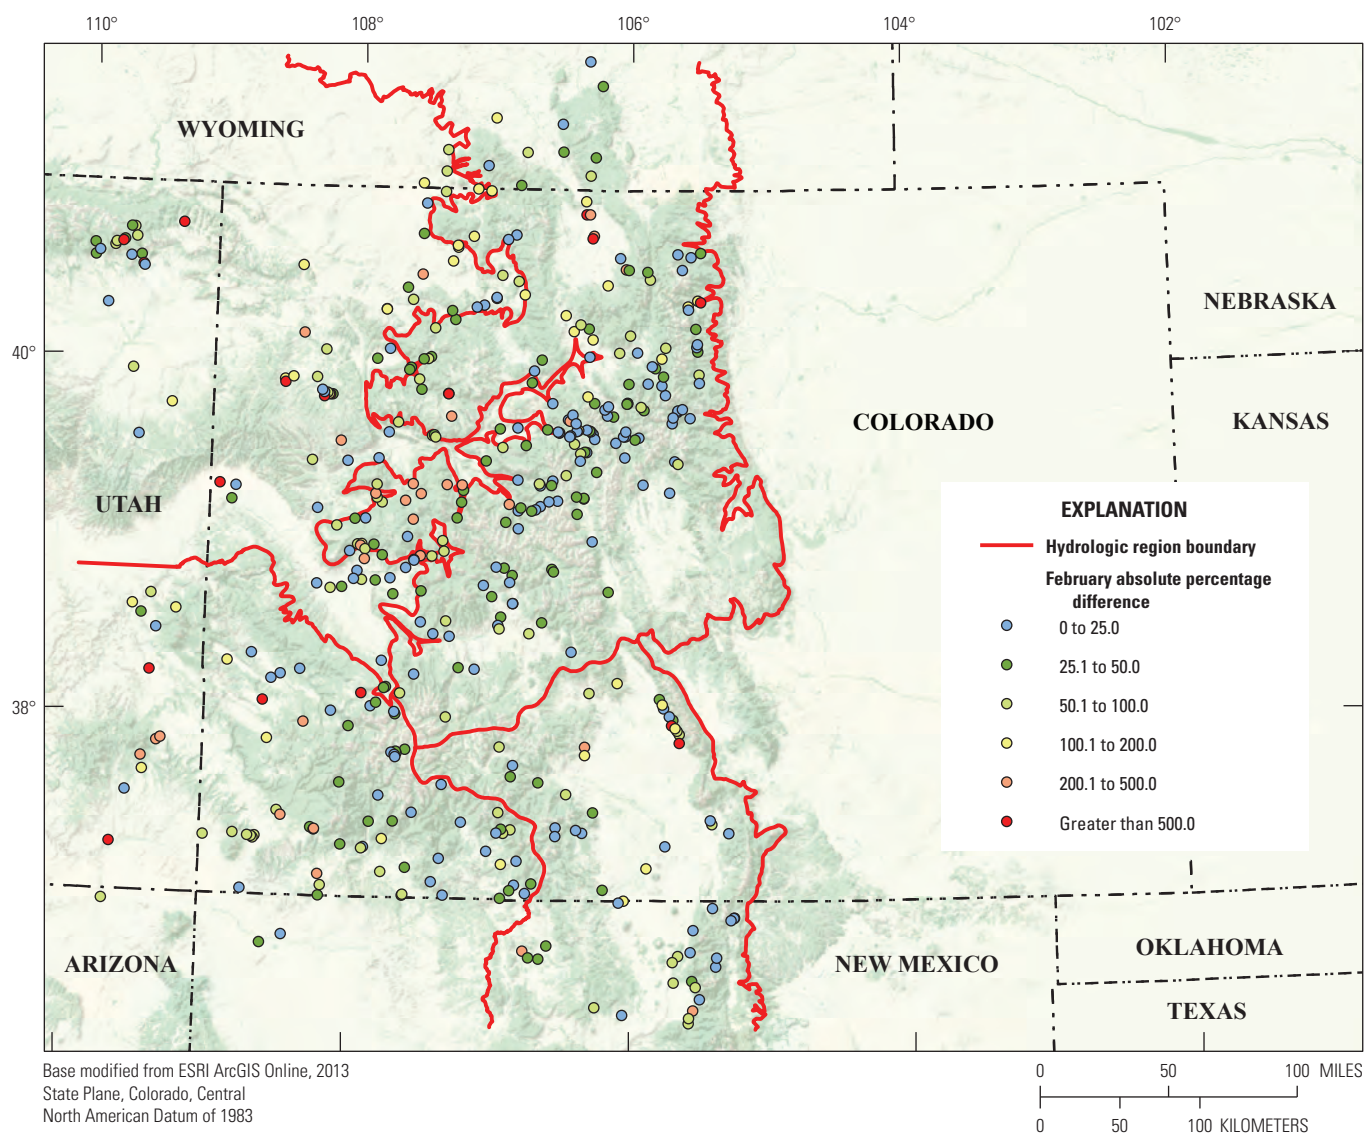 110° 108° 106° 104° 102°
WYOMING
NEBRASKA
40°
COLORADO
KANSAS
UTAH
EXPLANATION
Hydrologic region boundary
February absolute percentage
difference
0 to 25.0
25.1 to 50.0
50.1 to 100.0
100.1 to 200.0
200.1 to 500.0
Greater than 500.0
38°
ARIZONA
NEW MEXICO
OKLAHOMA
TEXAS
Base modified from ESRI ArcGIS Online, 2013
State Plane, Colorado, Central
North American Datum of 1983
0 50 100 MILES
0 50 100 KILOMETERS